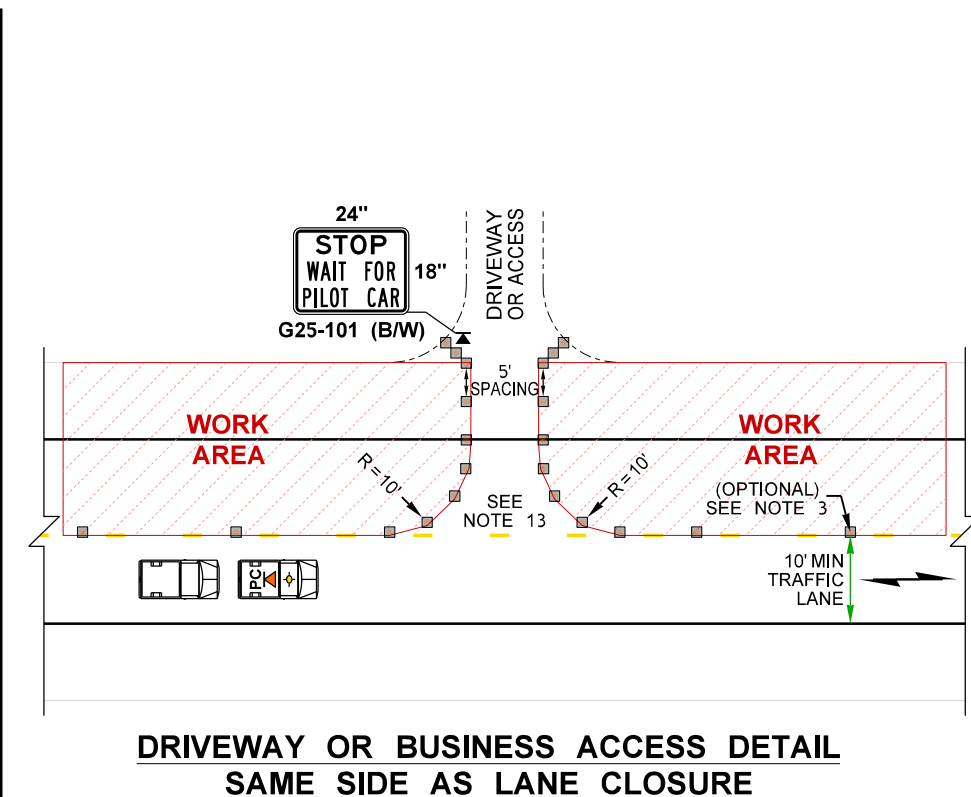 24"
STOP
WAIT FOR
PILOT CAR
18"
G25-101 (B/W)
DRIVEWAY
OR ACCESS
5'
SPACING
WORK
AREA
WORK
AREA
R=10'
R=10'
SEE
NOTE 13
(OPTIONAL)
SEE NOTE 3
10' MIN
TRAFFIC
LANE
PC
DRIVEWAY OR BUSINESS ACCESS DETAIL
SAME SIDE AS LANE CLOSURE